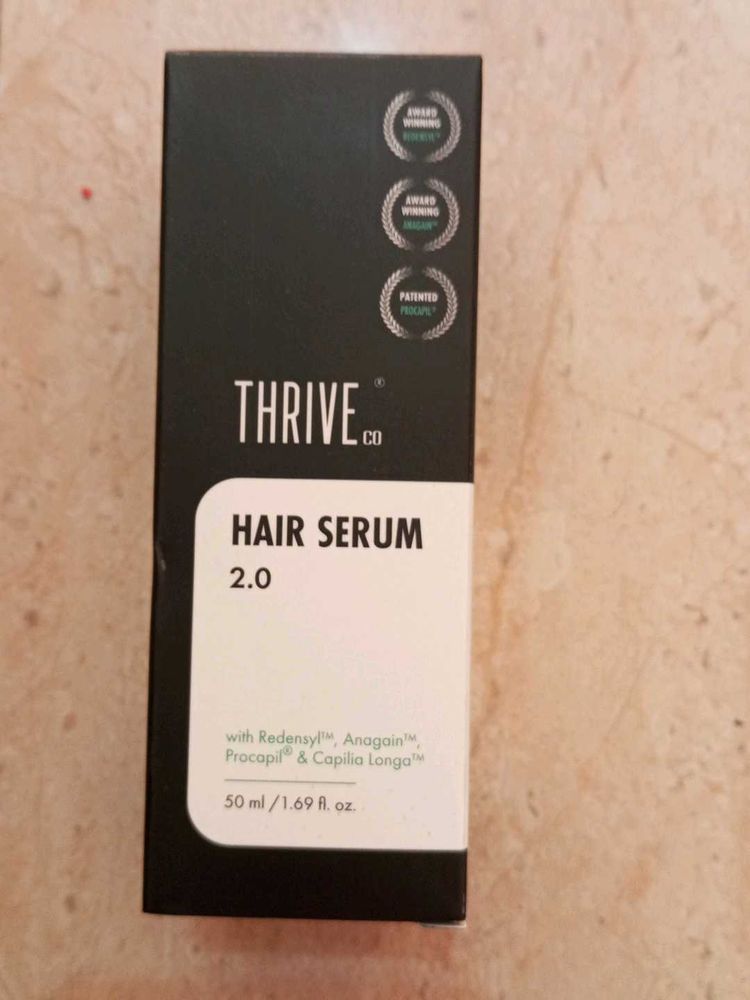 AWARD
WINNING
REDENSYL™
AWARD
WINNING
ANAGAIN™
PATENTED
PROCAPIL®
THRIVE CO ®
HAIR SERUM
2.0
with Redensyl™, Anagain™,
Procapil® & Capilia Longa™
50 ml / 1.69 fl. oz.